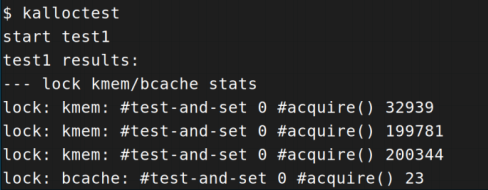 $ kalloctest
start test1
test1 results:
--- lock kmem/bcache stats
lock: kmem: #test-and-set 0 #acquire() 32939
lock: kmem: #test-and-set 0 #acquire() 199781
lock: kmem: #test-and-set 0 #acquire() 200344
lock: bcache: #test-and-set 0 #acquire() 23